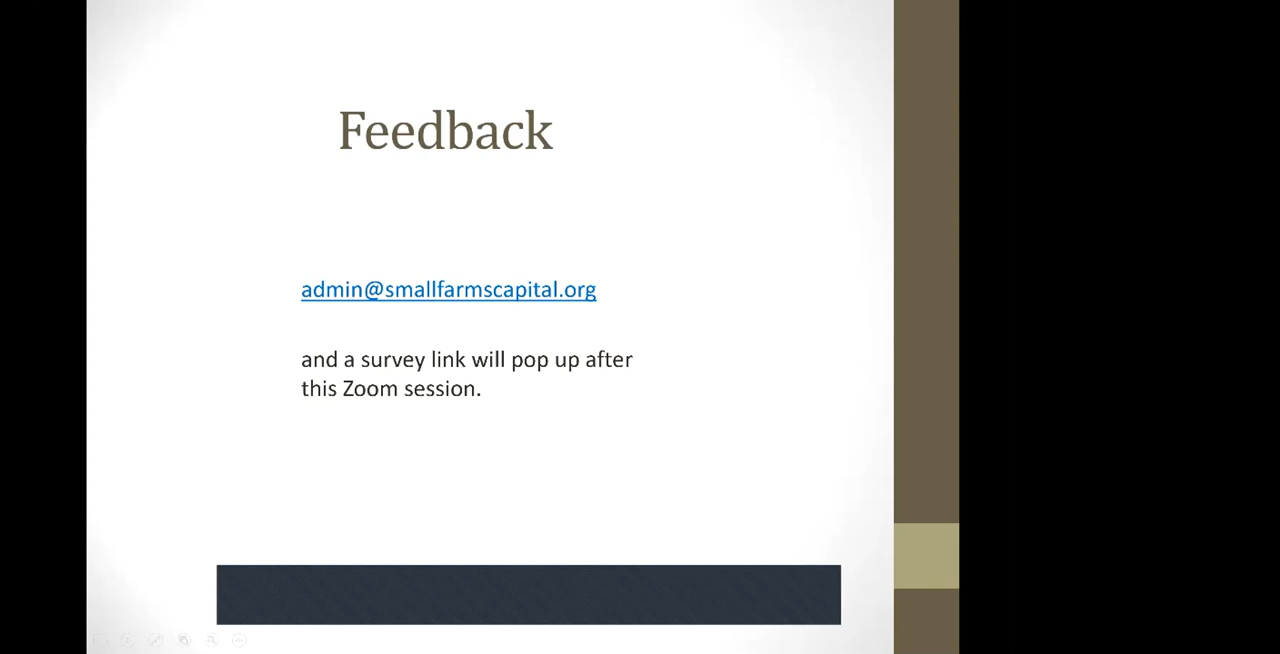 Feedback
admin@smallfarmscapital.org
and a survey link will pop up after
this Zoom session.